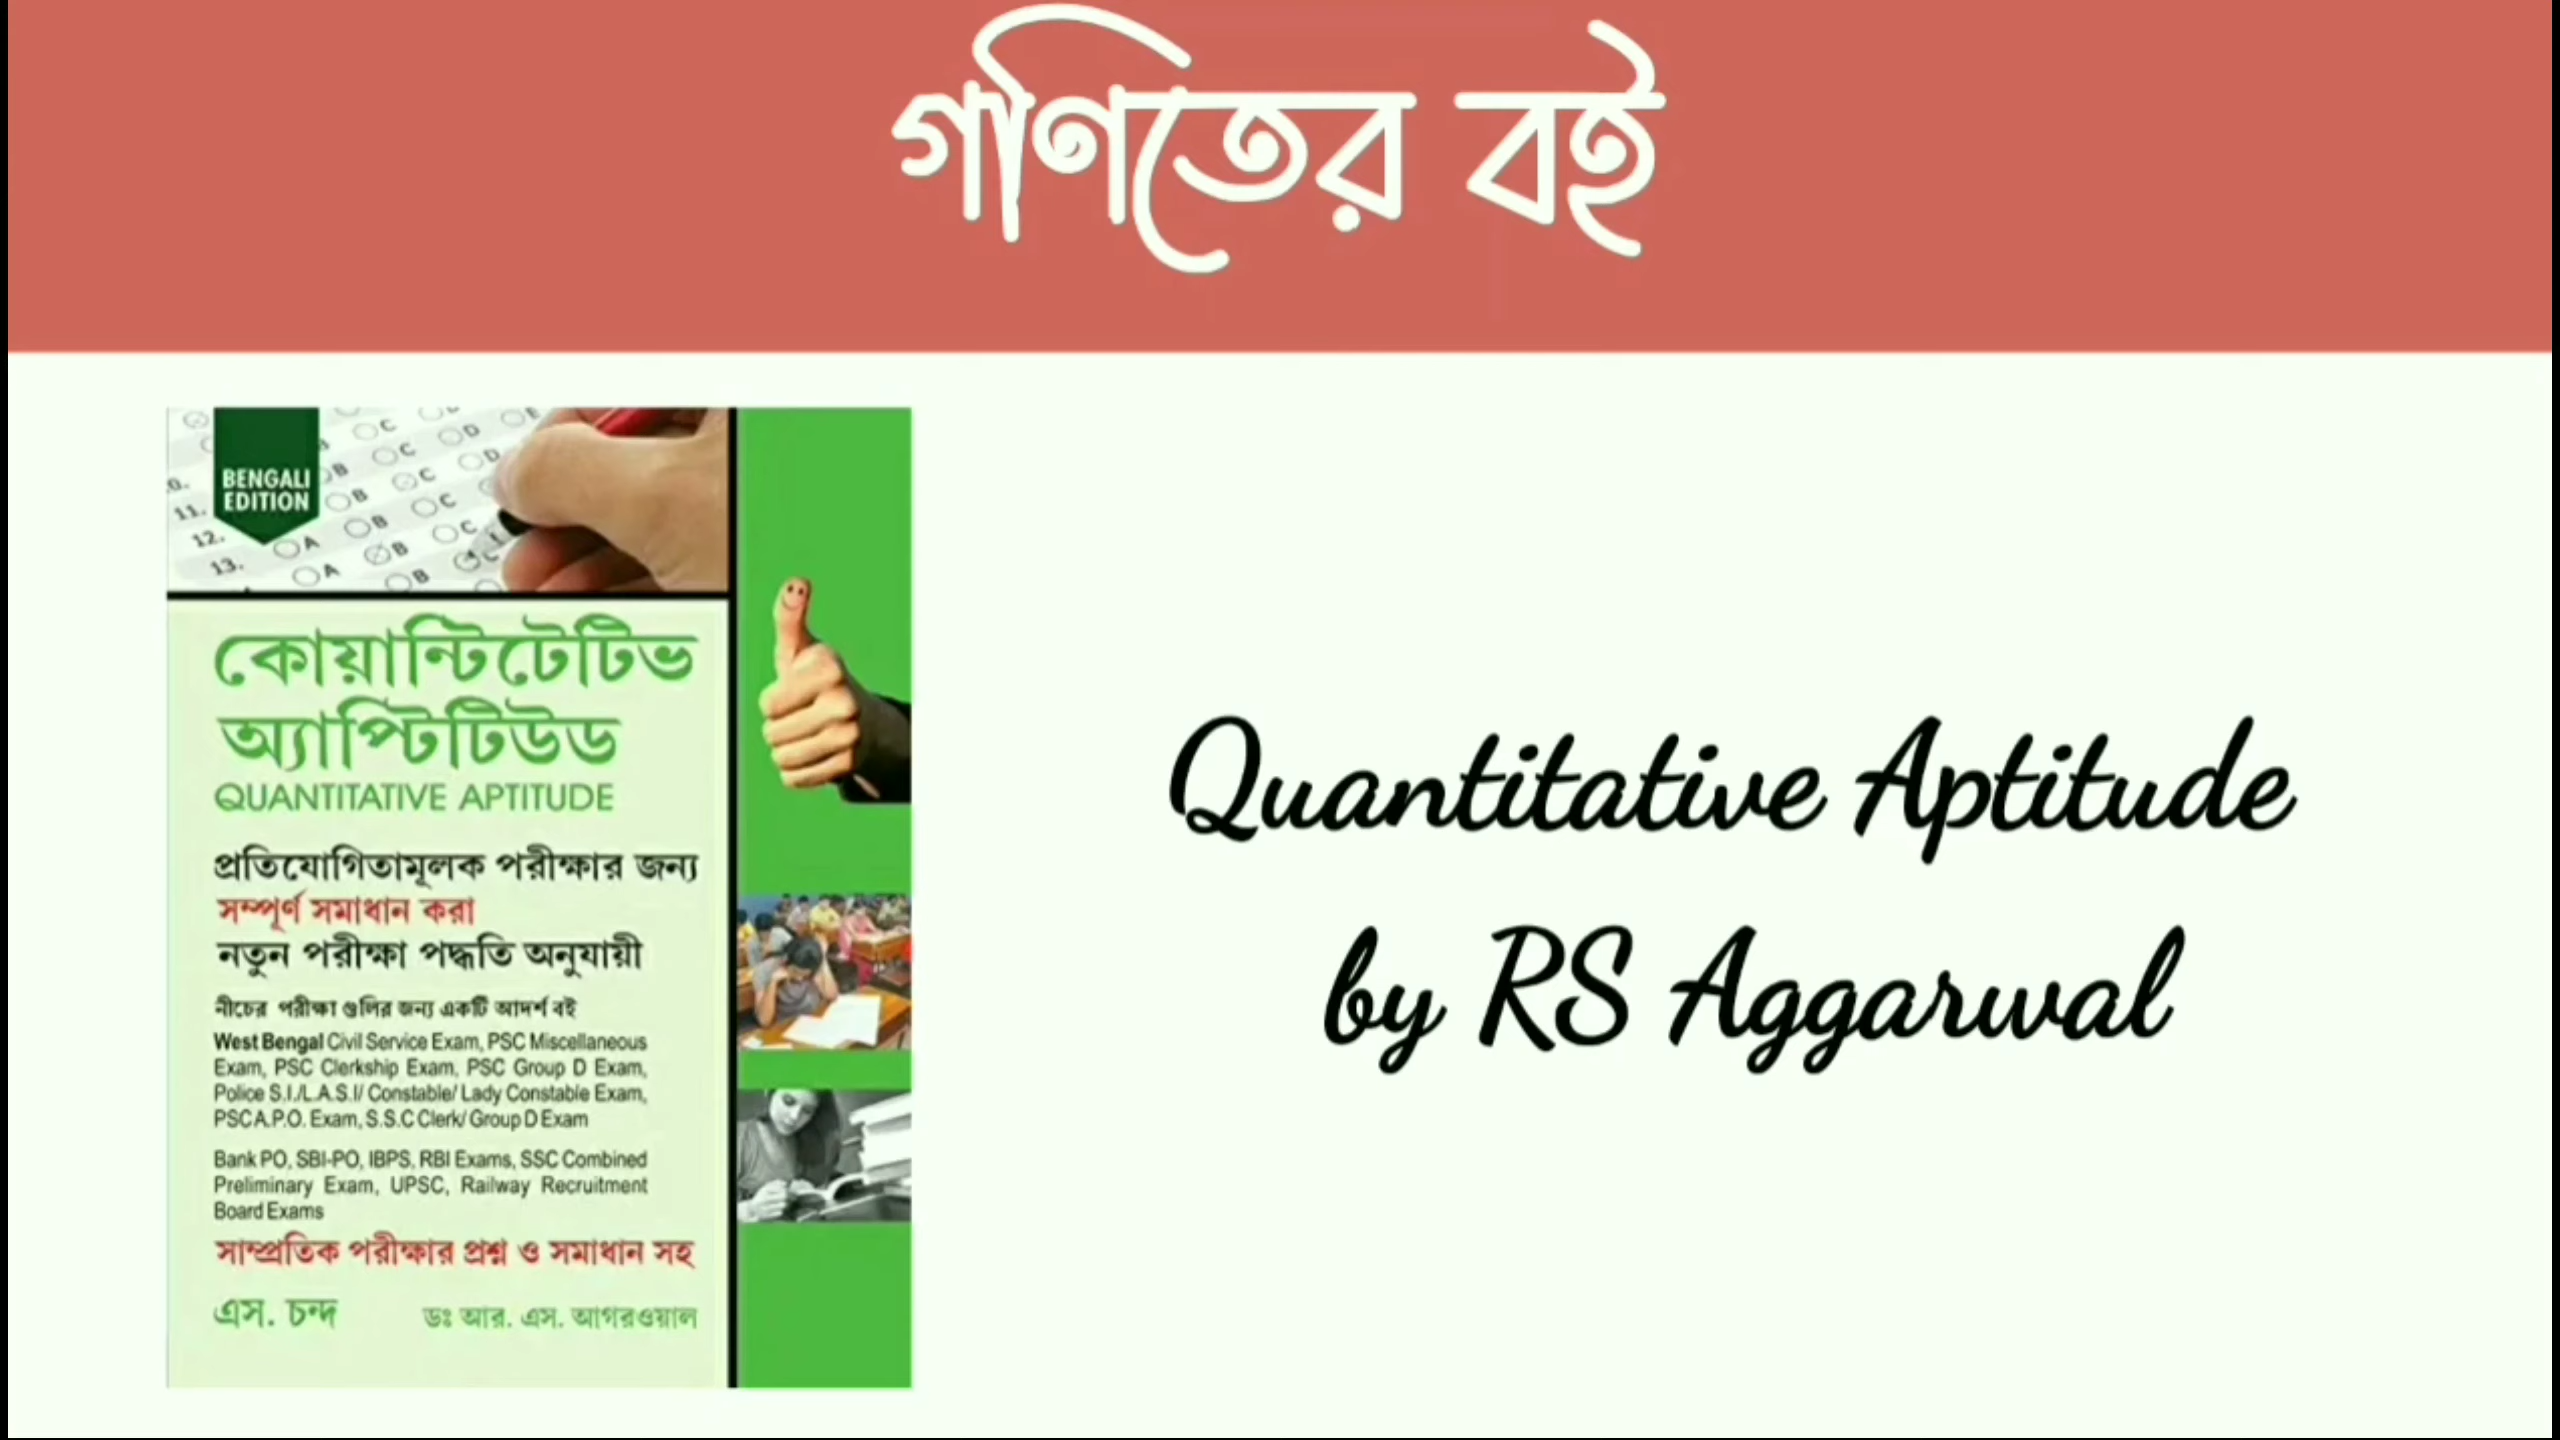 গণিতের বই
BENGALI
EDITION
কোয়ান্টিটেটিভ
অ্যাপ্টিটিউড
QUANTITATIVE APTITUDE
প্রতিযোগিতামূলক পরীক্ষার জন্য
সম্পূর্ণ সমাধান করা
নতুন পরীক্ষা পদ্ধতি অনুযায়ী
নীচের পরীক্ষা গুলির জন্য একটি আদর্শ বই
West Bengal Civil Service Exam, PSC Miscellaneous
Exam, PSC Clerkship Exam, PSC Group D Exam,
Police S.I./L.A.S.I/ Constable/ Lady Constable Exam,
PSC A.P.O. Exam, S.S.C Clerk/ Group D Exam
Bank PO, SBI-PO, IBPS, RBI Exams, SSC Combined
Preliminary Exam, UPSC, Railway Recruitment
Board Exams
সাম্প্রতিক পরীক্ষার প্রশ্ন ও সমাধান সহ
এস. চন্দ ডঃ আর. এস. আগরওয়াল
Quantitative Aptitude
by RS Aggarwal